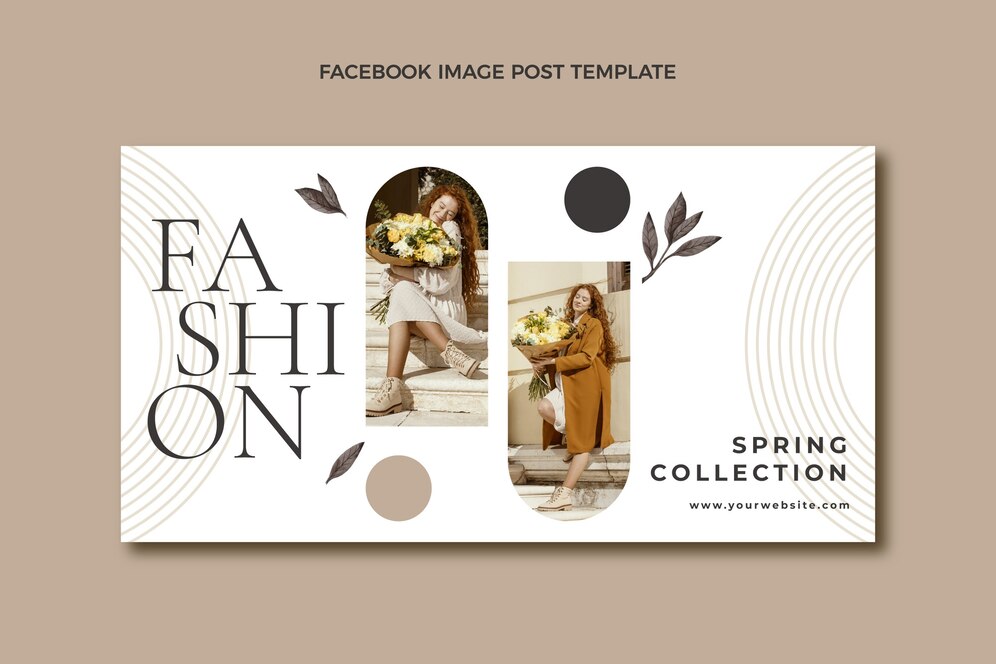 FACEBOOK IMAGE POST TEMPLATE
FA
SHI
ON
SPRING
COLLECTION
www.yourwebsite.com